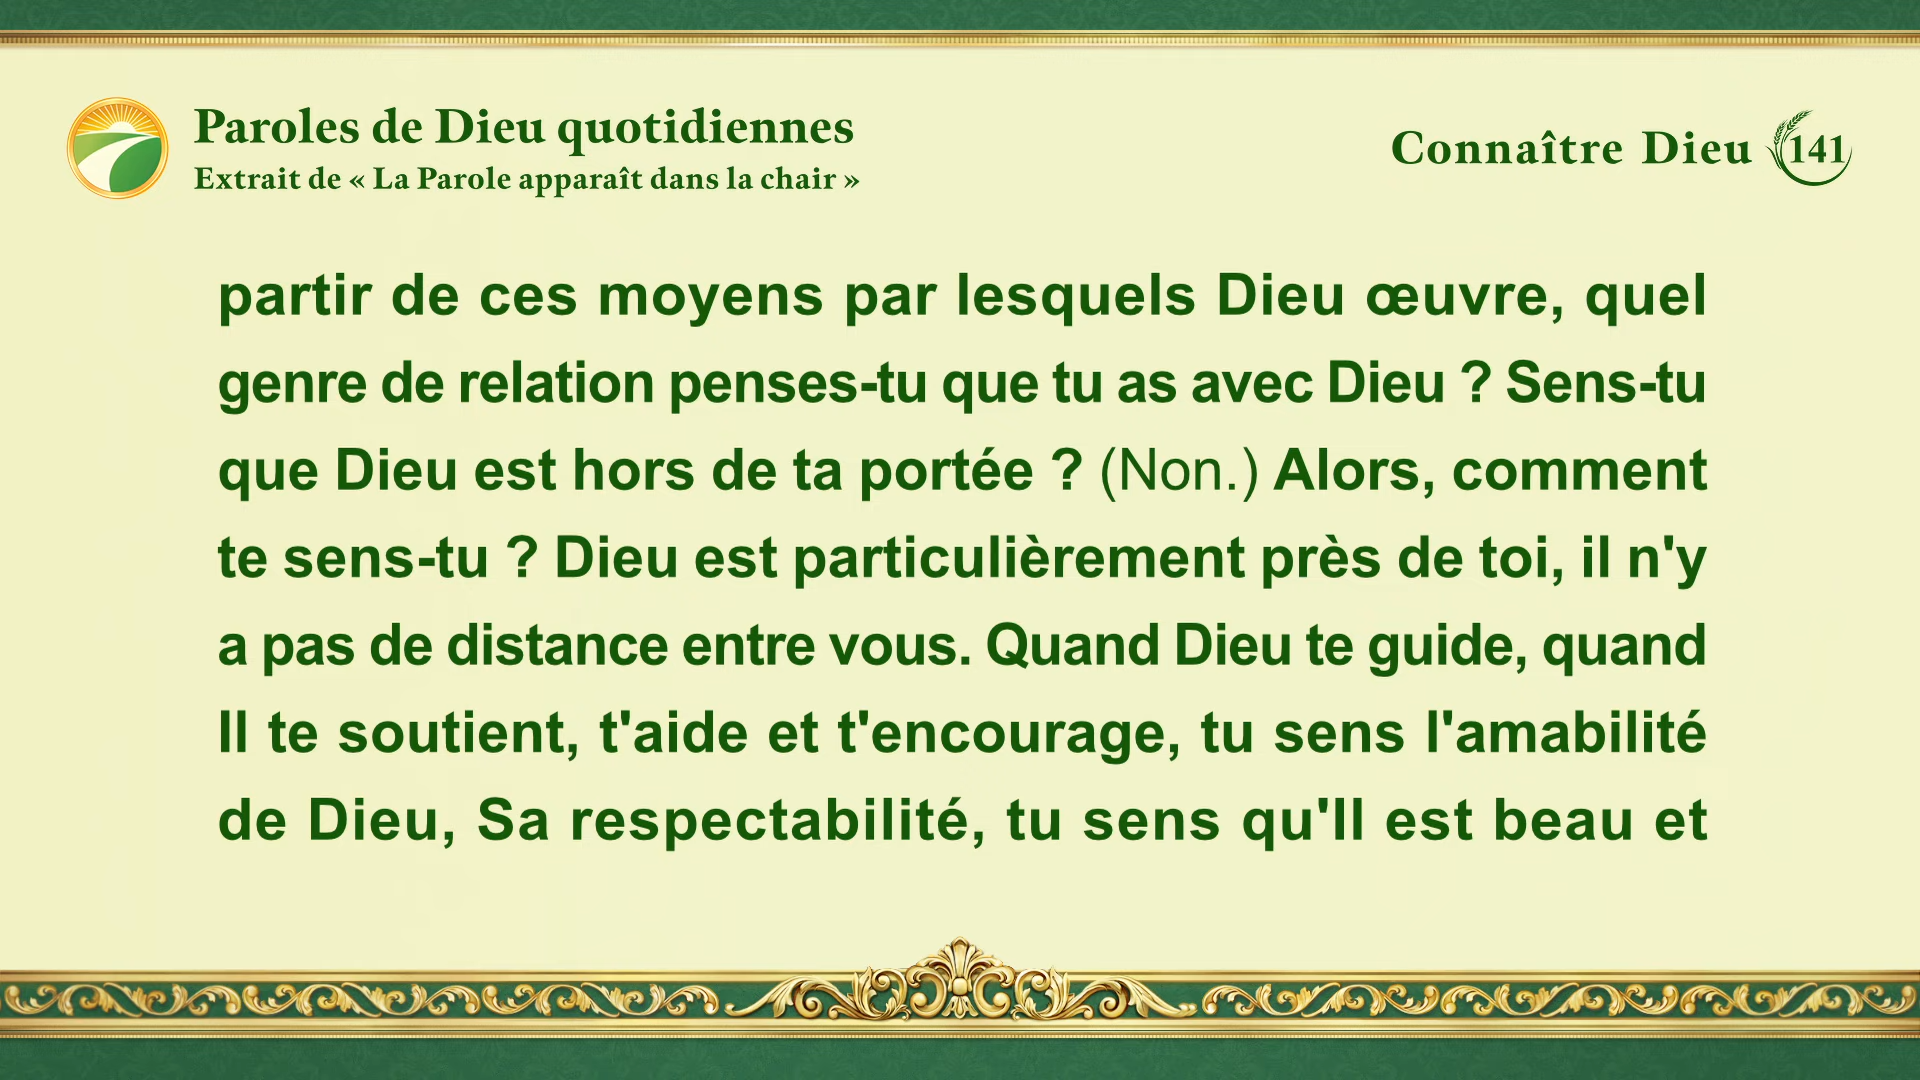 Paroles de Dieu quotidiennes
Extrait de « La Parole apparaît dans la chair »
Connaître Dieu 141
partir de ces moyens par lesquels Dieu œuvre, quel
genre de relation penses-tu que tu as avec Dieu ? Sens-tu
que Dieu est hors de ta portée ? (Non.) Alors, comment
te sens-tu ? Dieu est particulièrement près de toi, il n'y
a pas de distance entre vous. Quand Dieu te guide, quand
Il te soutient, t'aide et t'encourage, tu sens l'amabilité
de Dieu, Sa respectabilité, tu sens qu'Il est beau et